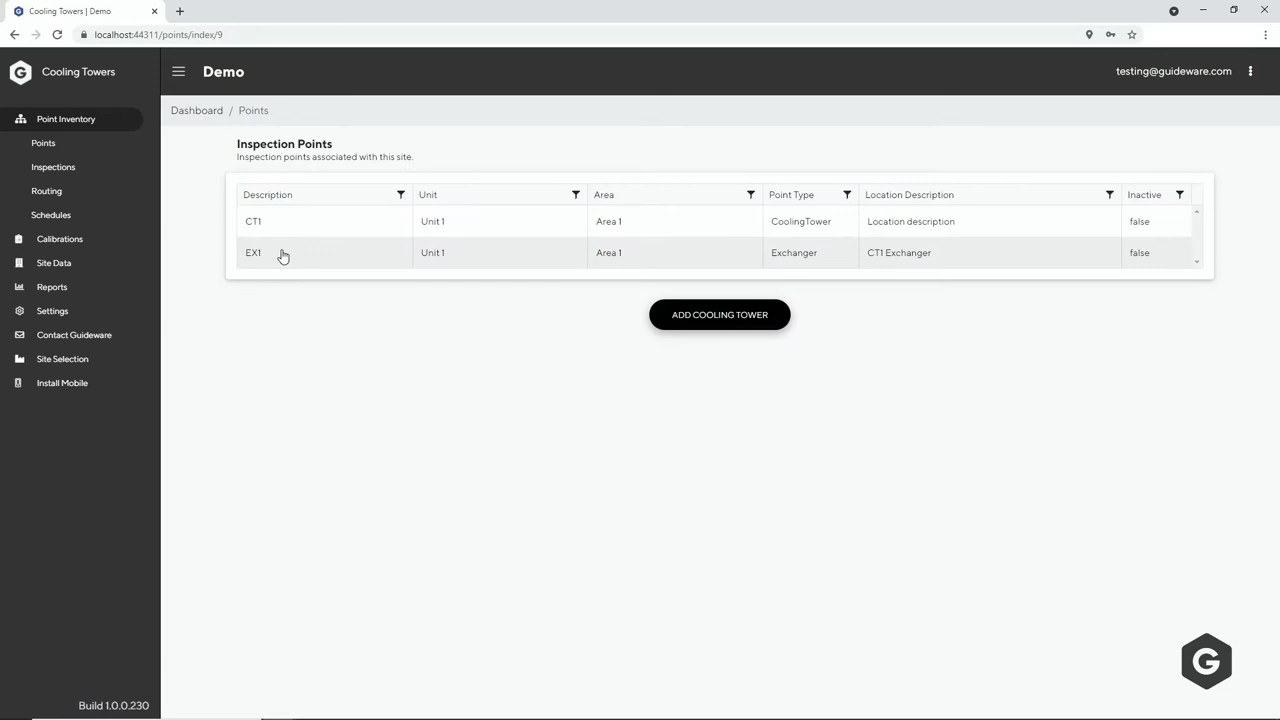 Cooling Towers | Demo
localhost:44311/points/index/9
Cooling Towers
Demo
testing@guideware.com
Point Inventory
Points
Inspections
Routing
Schedules
Calibrations
Site Data
Reports
Settings
Contact Guideware
Site Selection
Install Mobile
Build 1.0.0.230
Dashboard / Points
Inspection Points
Inspection points associated with this site.
Description Unit Area Point Type Location Description Inactive
CT1 Unit 1 Area 1 CoolingTower Location description false
EX1 Unit 1 Area 1 Exchanger CT1 Exchanger false
ADD COOLING TOWER
G